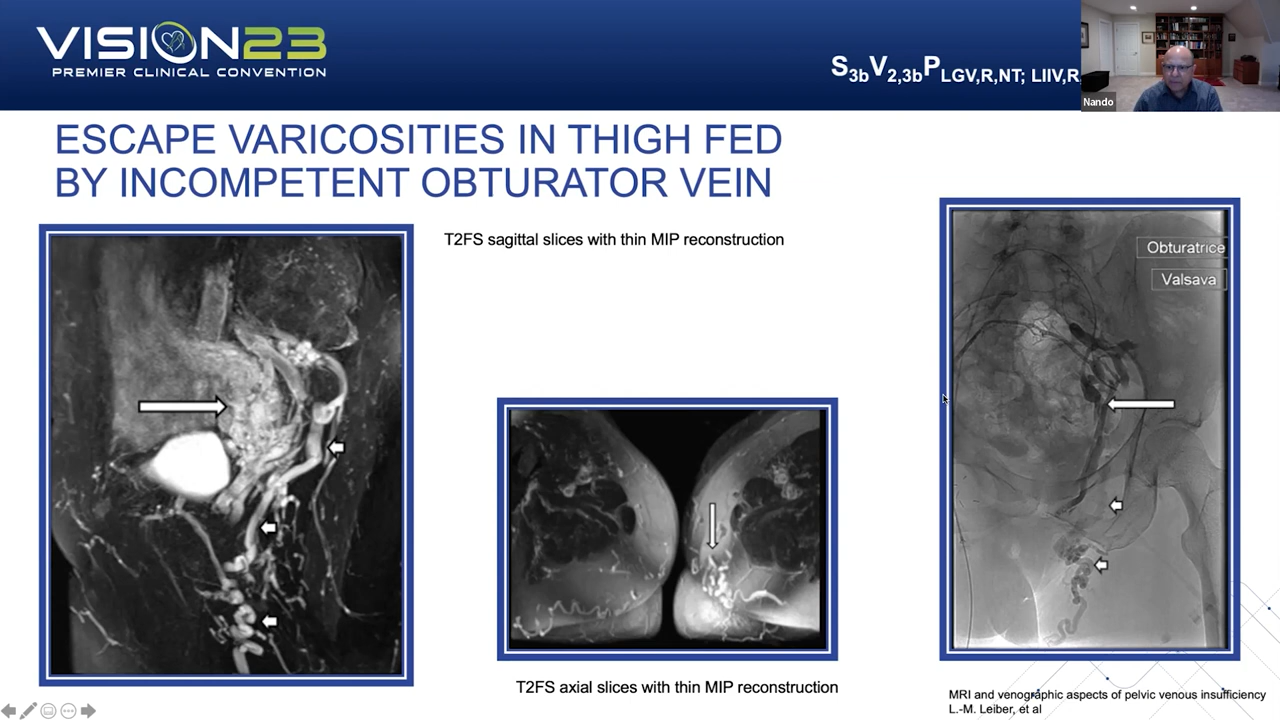 VISION23
PREMIER CLINICAL CONVENTION
S3bV2,3bPLGV,R,NT; LIIV,R,
Nando
ESCAPE VARICOSITIES IN THIGH FED
BY INCOMPETENT OBTURATOR VEIN
T2FS sagittal slices with thin MIP reconstruction
Obturatrice
Valsava
T2FS axial slices with thin MIP reconstruction
MRI and venographic aspects of pelvic venous insufficiency
L.-M. Leiber, et al